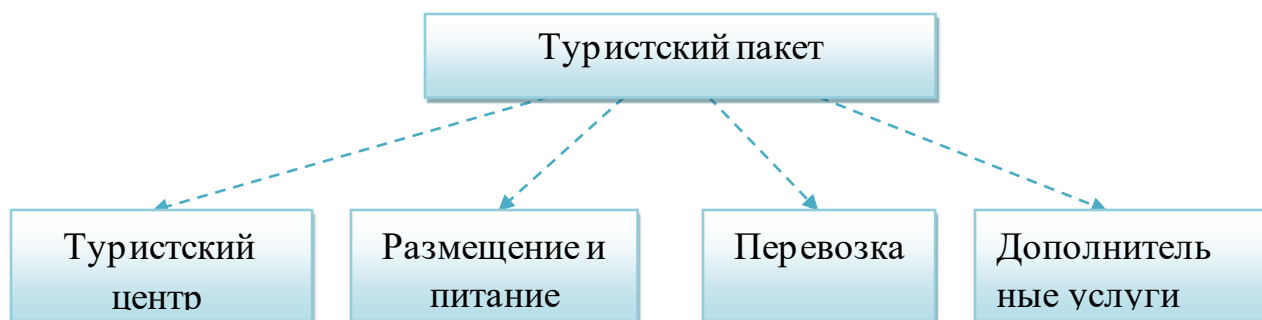 Туристский пакет
Туристский
центр
Размещение и
питание
Перевозка
Дополнитель
ные услуги